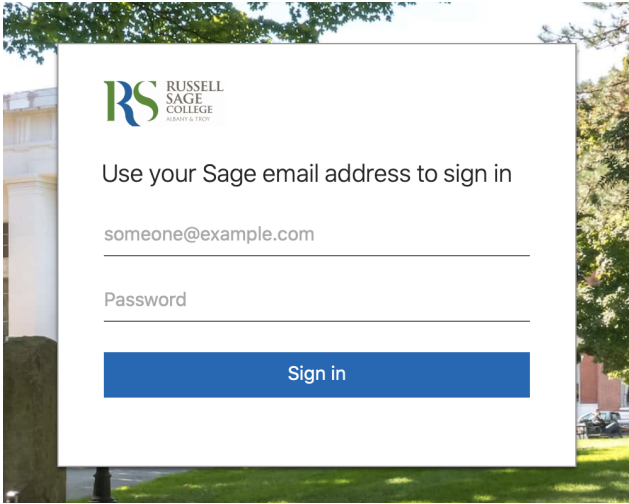 RS RUSSELL
SAGE
COLLEGE
ALBANY & TROY
Use your Sage email address to sign in
someone@example.com
Password
Sign in